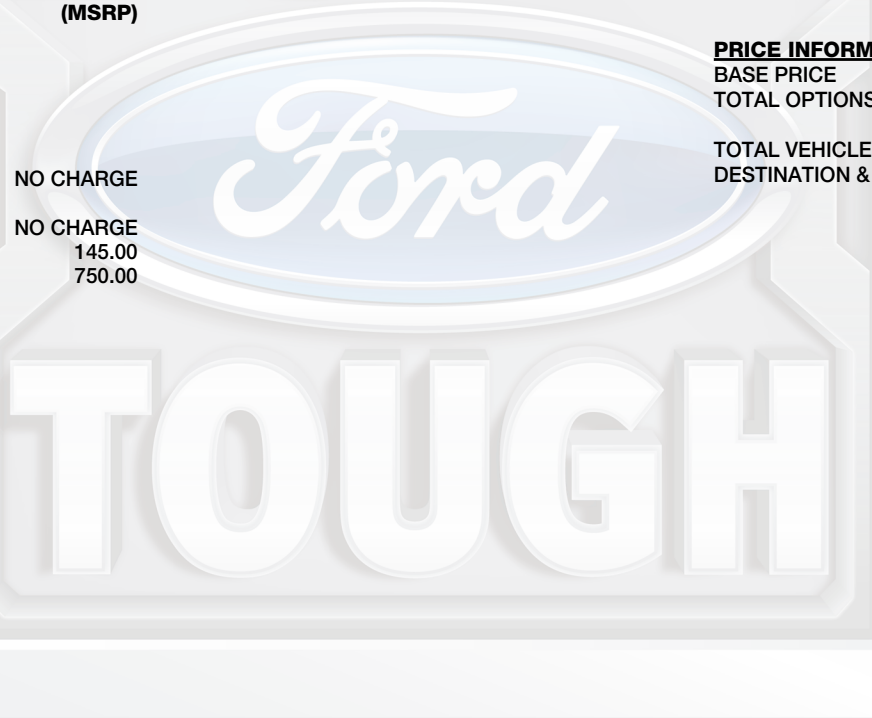 (MSRP)
NO CHARGE
NO CHARGE
145.00
750.00
PRICE INFORM
BASE PRICE
TOTAL OPTIONS
TOTAL VEHICLE
DESTINATION &
Ford
TOUGH